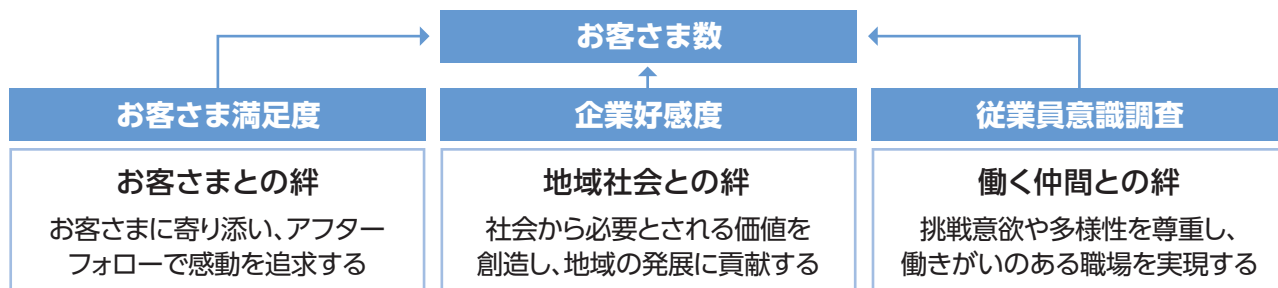 お客さま数
お客さま満足度
お客さまとの絆
お客さまに寄り添い、アフター
フォローで感動を追求する
企業好感度
地域社会との絆
社会から必要とされる価値を
創造し、地域の発展に貢献する
従業員意識調査
働く仲間との絆
挑戦意欲や多様性を尊重し、
働きがいのある職場を実現する